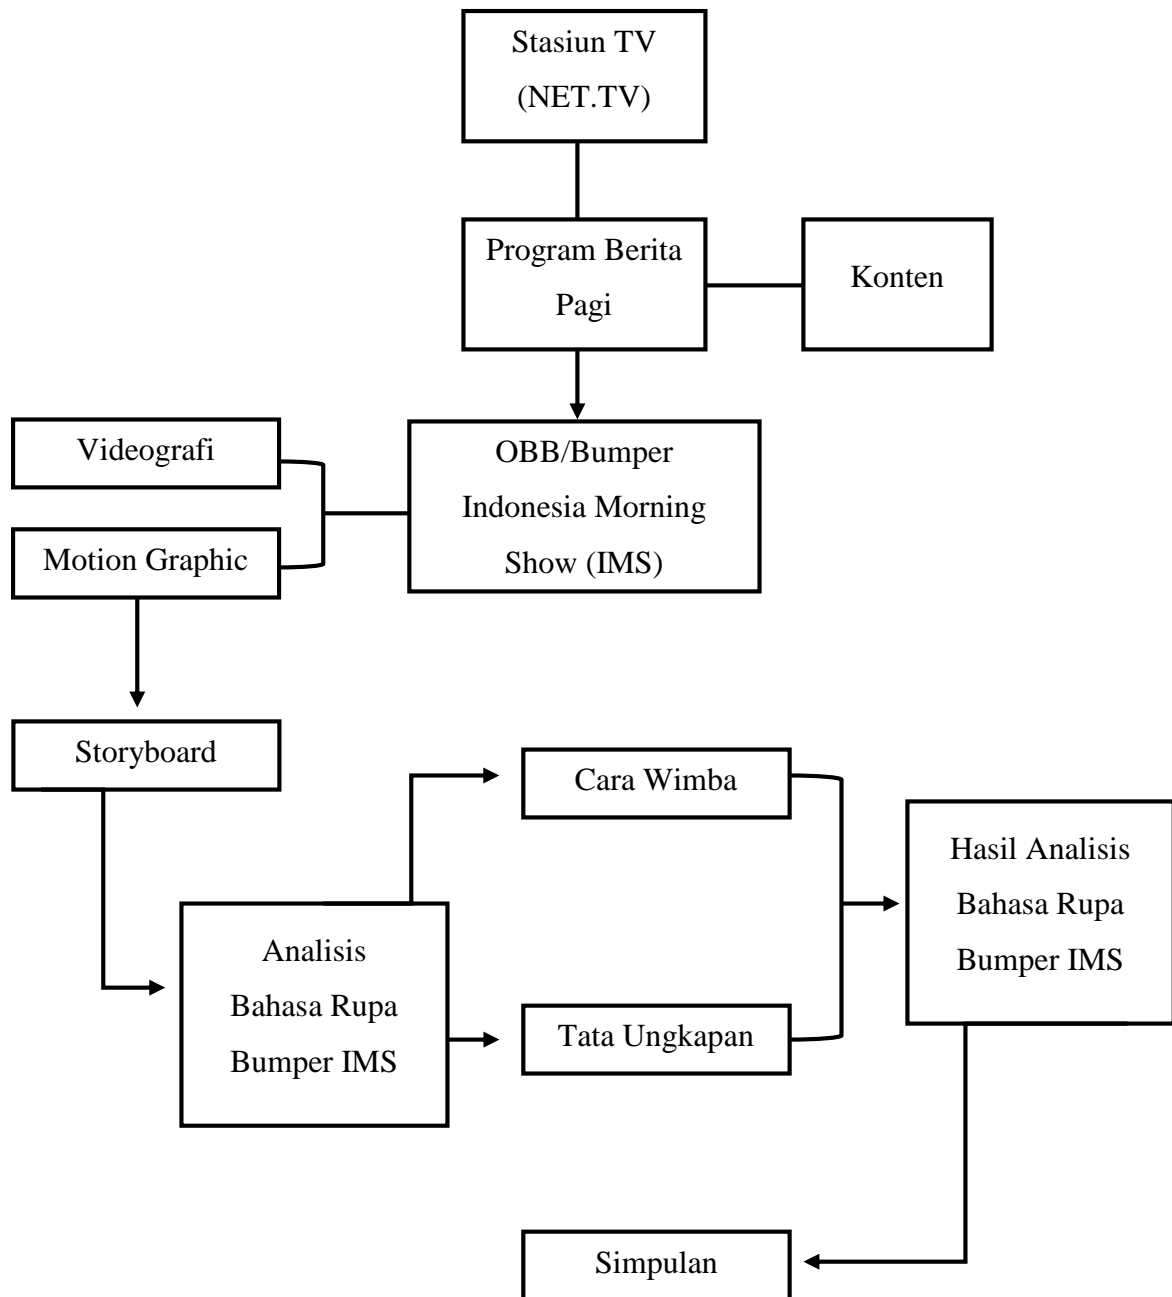 Stasiun TV
(NET.TV)
Program Berita
Pagi
Konten
Videografi
Motion Graphic
OBB/Bumper
Indonesia Morning
Show (IMS)
Storyboard
Cara Wimba
Hasil Analisis
Bahasa Rupa
Bumper IMS
Analisis
Bahasa Rupa
Bumper IMS
Tata Ungkapan
Simpulan